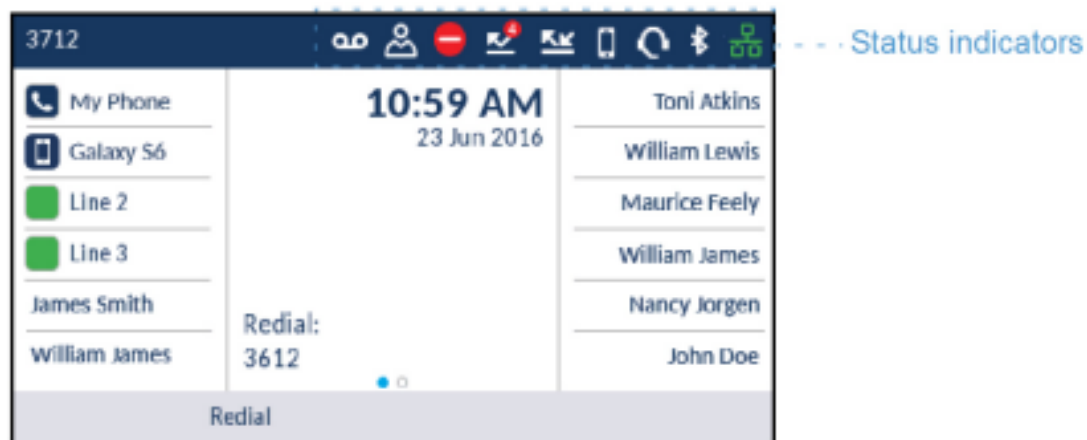 3712
4
Status indicators
My Phone
Galaxy S6
Line 2
Line 3
James Smith
William James
10:59 AM
23 Jun 2016
Redial:
3612
Toni Atkins
William Lewis
Maurice Feely
William James
Nancy Jorgen
John Doe
Redial